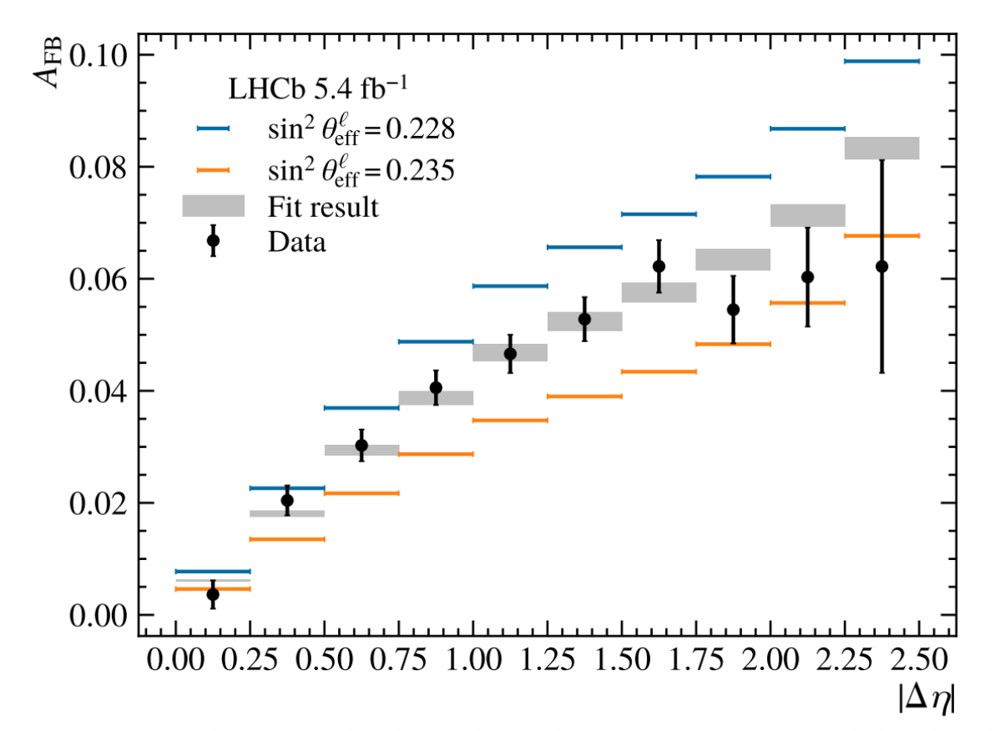 A_FB
LHCb 5.4 fb⁻¹
sin² θ^ℓ_eff = 0.228
sin² θ^ℓ_eff = 0.235
Fit result
Data
0.10
0.08
0.06
0.04
0.02
0.00
0.00 0.25 0.50 0.75 1.00 1.25 1.50 1.75 2.00 2.25 2.50
|Δη|